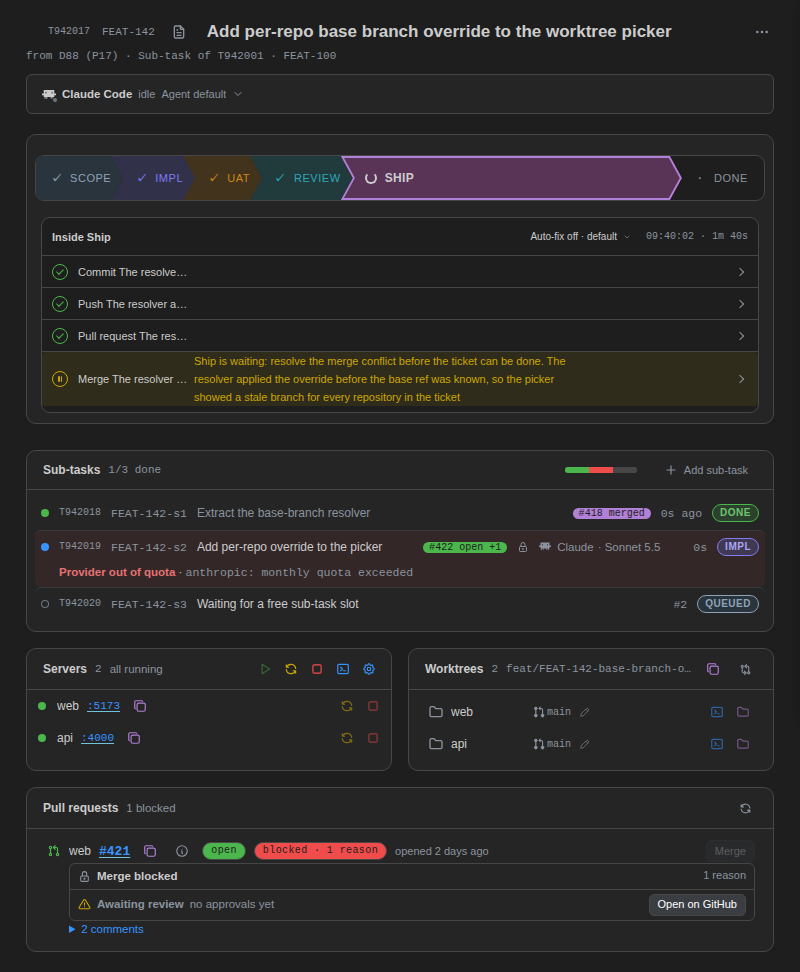 T942017 FEAT-142 Add per-repo base branch override to the worktree picker
from D88 (P17) · Sub-task of T942001 · FEAT-100
Claude Code idle Agent default
SCOPE IMPL UAT REVIEW SHIP DONE
Inside Ship Auto-fix off · default 09:40:02 · 1m 40s
Commit The resolve…
Push The resolver a…
Pull request The res…
Merge The resolver … Ship is waiting: resolve the merge conflict before the ticket can be done. The
resolver applied the override before the base ref was known, so the picker
showed a stale branch for every repository in the ticket
Sub-tasks 1/3 done Add sub-task
T942018 FEAT-142-s1 Extract the base-branch resolver #418 merged 0s ago DONE
T942019 FEAT-142-s2 Add per-repo override to the picker #422 open +1 Claude · Sonnet 5.5 0s IMPL
Provider out of quota · anthropic: monthly quota exceeded
T942020 FEAT-142-s3 Waiting for a free sub-task slot #2 QUEUED
Servers 2 all running
web :5173
api :4000
Worktrees 2 feat/FEAT-142-base-branch-o…
web main
api main
Pull requests 1 blocked
web #421 open blocked · 1 reason opened 2 days ago Merge
Merge blocked 1 reason
Awaiting review no approvals yet Open on GitHub
2 comments